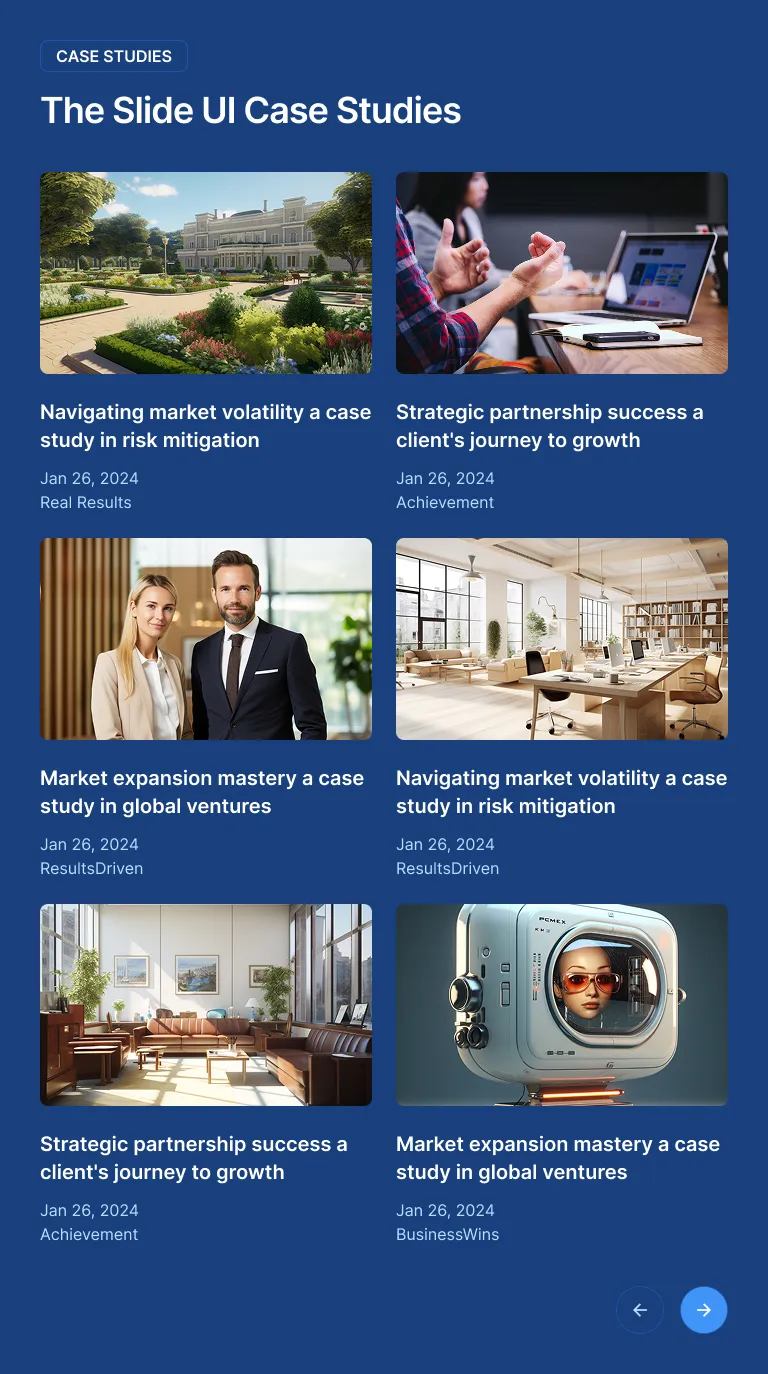 CASE STUDIES
The Slide UI Case Studies
Navigating market volatility a case
study in risk mitigation
Jan 26, 2024
Real Results
Strategic partnership success a
client's journey to growth
Jan 26, 2024
Achievement
Market expansion mastery a case
study in global ventures
Jan 26, 2024
ResultsDriven
Navigating market volatility a case
study in risk mitigation
Jan 26, 2024
ResultsDriven
PCMEX
Strategic partnership success a
client's journey to growth
Jan 26, 2024
Achievement
Market expansion mastery a case
study in global ventures
Jan 26, 2024
BusinessWins